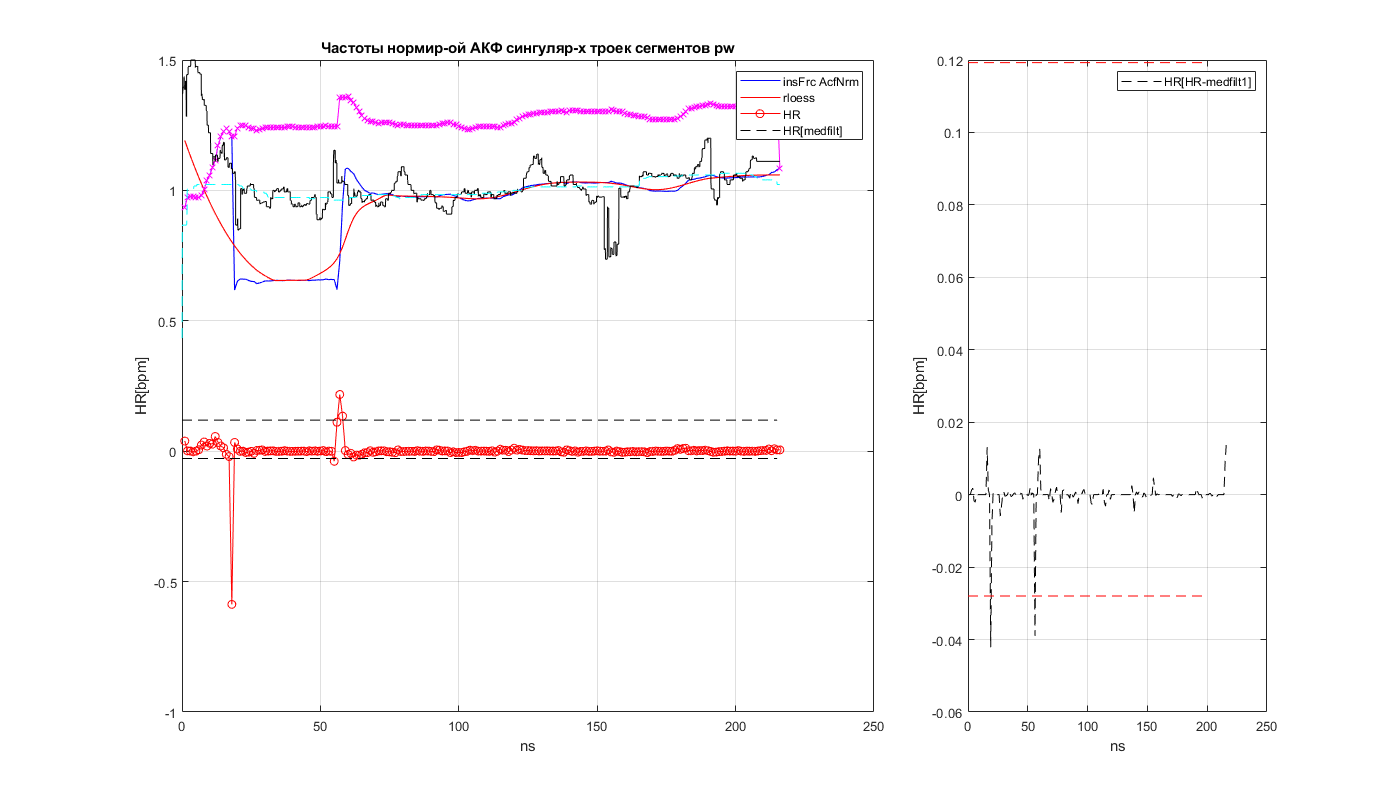 Частоты нормир-ой АКФ сингуляр-х троек сегментов pw
1.5
1
0.5
0
-0.5
-1
HR[bpm]
0
50
100
150
200
250
ns
insFrc AcfNrm
rloess
HR
HR[medfilt]
0.12
0.1
0.08
0.06
0.04
0.02
0
-0.02
-0.04
-0.06
HR[bpm]
0
50
100
150
200
250
ns
HR[HR-medfilt1]